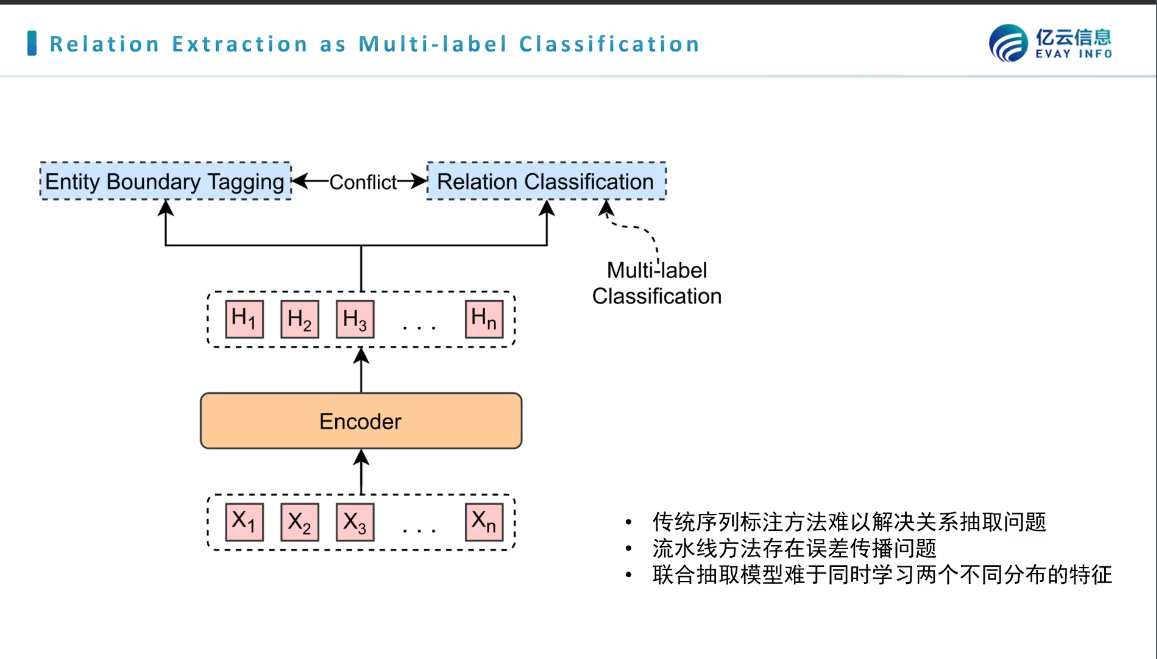 Relation Extraction as Multi-label Classification
亿云信息
EVAY INFO
Entity Boundary Tagging
Conflict
Relation Classification
Multi-label
Classification
H1 H2 H3 . . . Hn
Encoder
X1 X2 X3 . . . Xn
• 传统序列标注方法难以解决关系抽取问题
• 流水线方法存在误差传播问题
• 联合抽取模型难于同时学习两个不同分布的特征